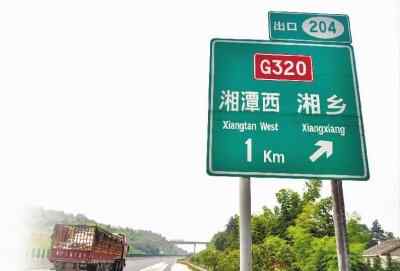 出口 204
G320
湘潭西 湘乡
Xiangtan West Xiangxiang
1 Km